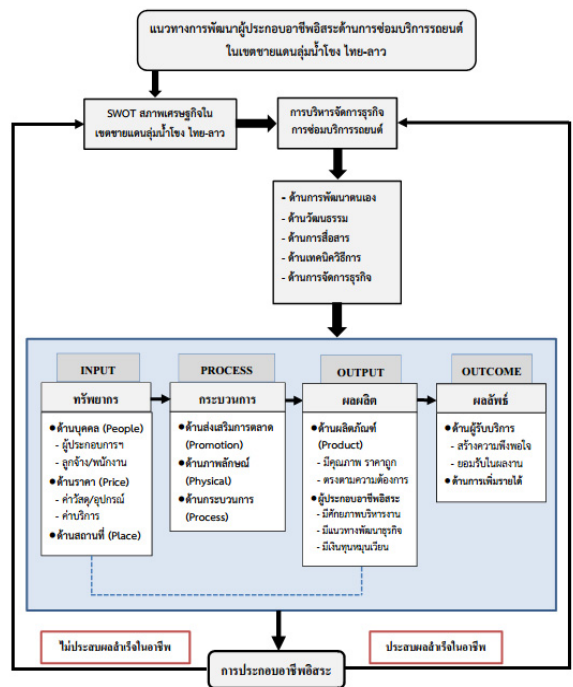 แนวทางการพัฒนาผู้ประกอบอาชีพอิสระด้านการซ่อมบริการรถยนต์
ในเขตชายแดนลุ่มน้ำโขง ไทย-ลาว
SWOT สภาพเศรษฐกิจใน
เขตชายแดนลุ่มน้ำโขง ไทย-ลาว
การบริหารจัดการธุรกิจ
การซ่อมบริการรถยนต์
- ด้านการพัฒนาตนเอง
- ด้านวัฒนธรรม
- ด้านการสื่อสาร
- ด้านเทคนิควิธีการ
- ด้านการจัดการธุรกิจ
INPUT
ทรัพยากร
●ด้านบุคคล (People)
- ผู้ประกอบการฯ
- ลูกจ้าง/พนักงาน
●ด้านราคา (Price)
- ค่าวัสดุ/อุปกรณ์
- ค่าบริการ
●ด้านสถานที่ (Place)
PROCESS
กระบวนการ
●ด้านส่งเสริมการตลาด
(Promotion)
●ด้านภาพลักษณ์
(Physical)
●ด้านกระบวนการ
(Process)
OUTPUT
ผลผลิต
●ด้านผลิตภัณฑ์
(Product)
- มีคุณภาพ ราคาถูก
- ตรงตามความต้องการ
●ผู้ประกอบอาชีพอิสระ
- มีศักยภาพบริหารงาน
- มีแนวทางพัฒนาธุรกิจ
- มีเงินทุนหมุนเวียน
OUTCOME
ผลลัพธ์
●ด้านผู้รับบริการ
- สร้างความพึงพอใจ
- ยอมรับในผลงาน
●ด้านการเพิ่มรายได้
ไม่ประสบผลสำเร็จในอาชีพ
ประสบผลสำเร็จในอาชีพ
การประกอบอาชีพอิสระ